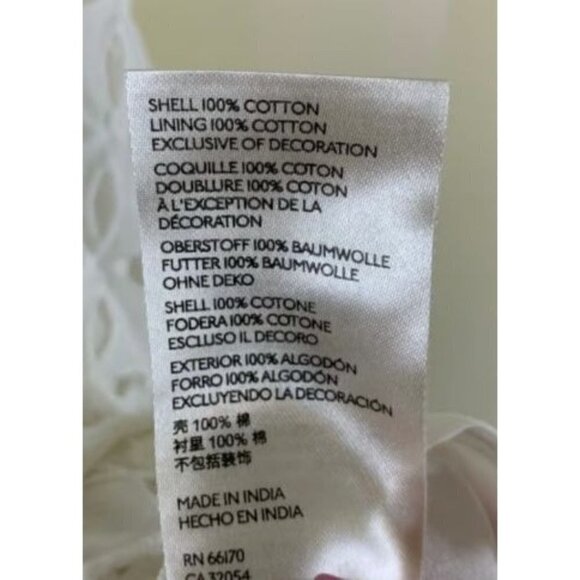 SHELL 100% COTTON
LINING 100% COTTON
EXCLUSIVE OF DECORATION
COQUILLE 100% COTON
DOUBLURE 100% COTON
À L'EXCEPTION DE LA
DÉCORATION
OBERSTOFF 100% BAUMWOLLE
FUTTER 100% BAUMWOLLE
OHNE DEKO
SHELL 100% COTONE
FODERA 100% COTONE
ESCLUSO IL DECORO
EXTERIOR 100% ALGODÓN
FORRO 100% ALGODÓN
EXCLUYENDO LA DECORACIÓN
壳 100% 棉
衬里 100% 棉
不包括装饰
MADE IN INDIA
HECHO EN INDIA
RN 66170
CA 32054